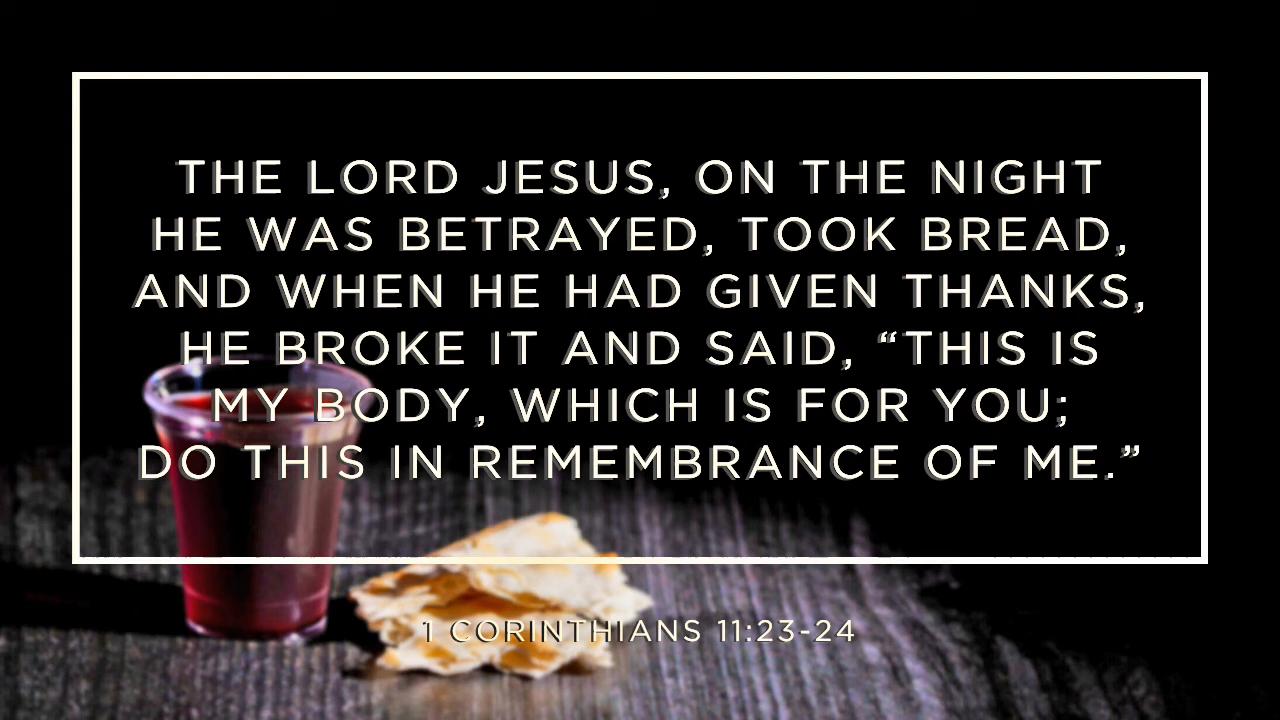 THE LORD JESUS, ON THE NIGHT
HE WAS BETRAYED, TOOK BREAD,
AND WHEN HE HAD GIVEN THANKS,
HE BROKE IT AND SAID, “THIS IS
MY BODY, WHICH IS FOR YOU;
DO THIS IN REMEMBRANCE OF ME.”
1 CORINTHIANS 11:23-24